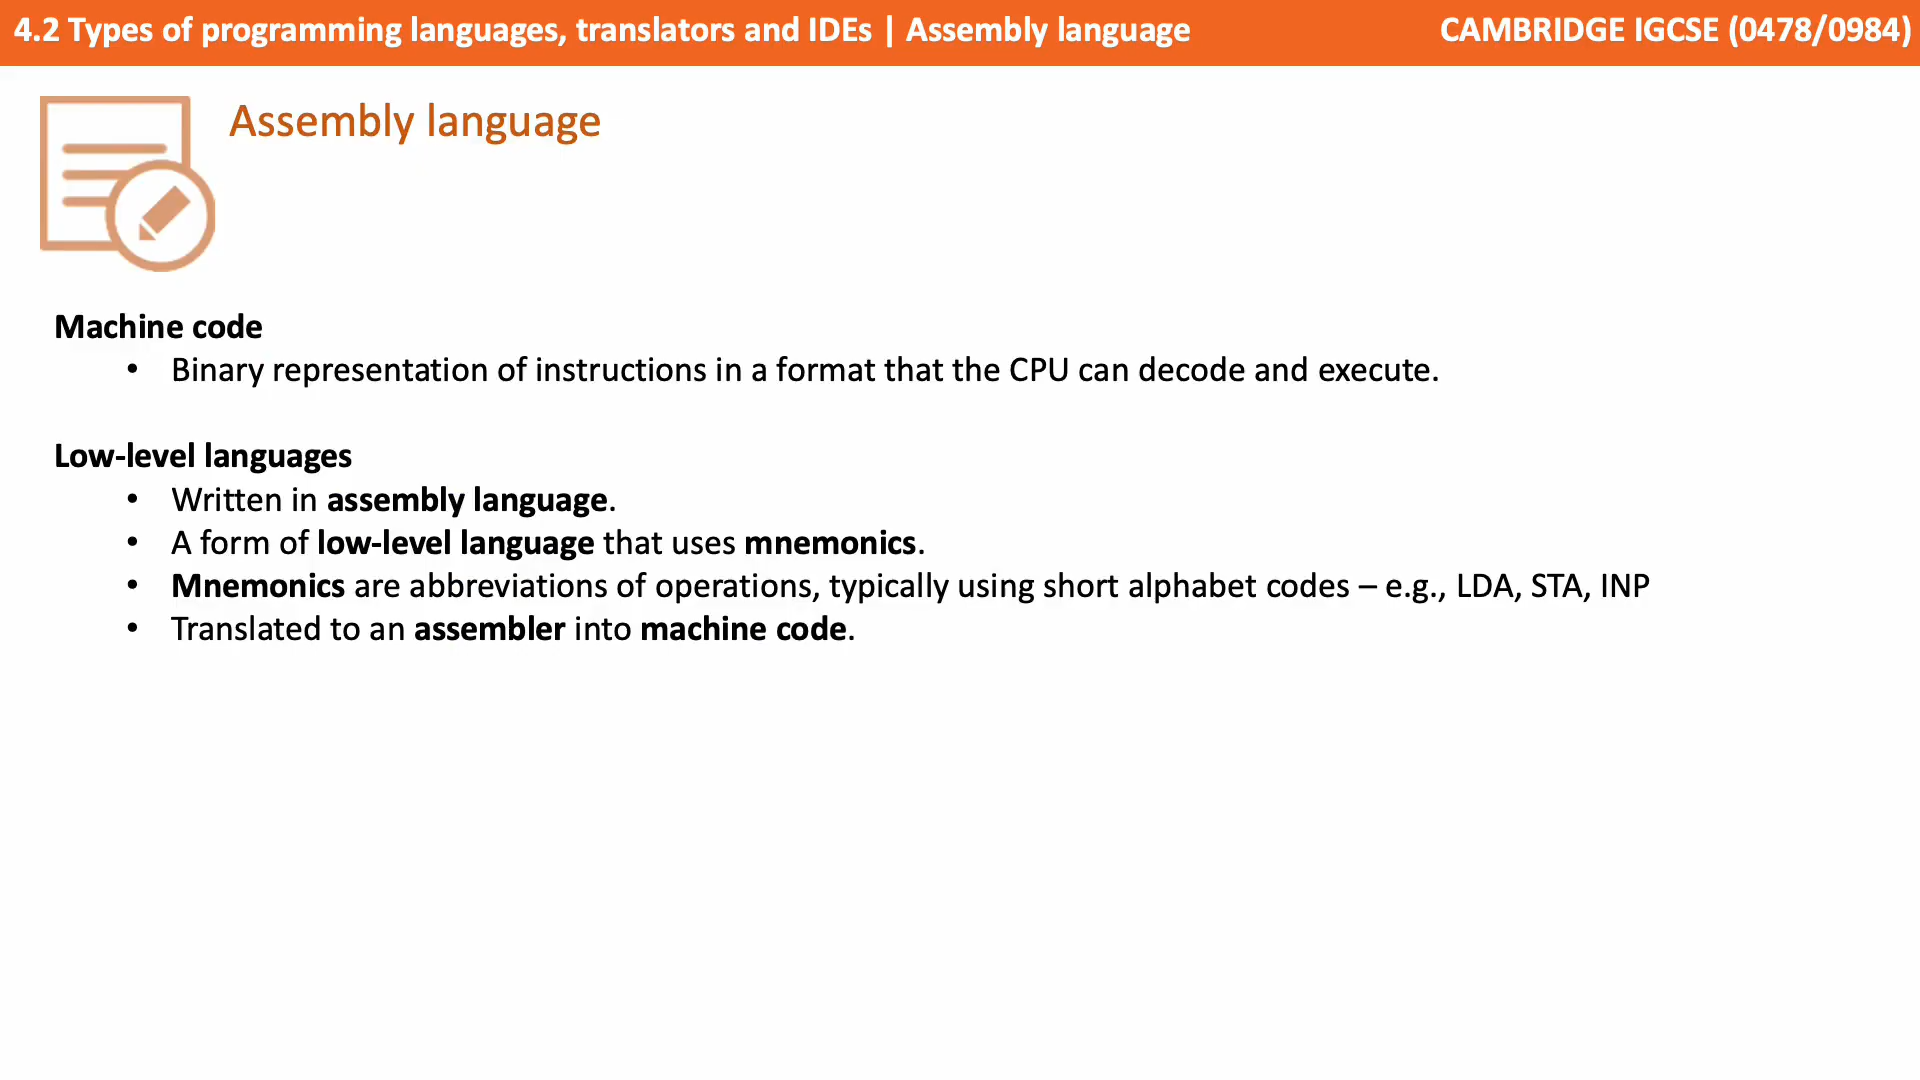 4.2 Types of programming languages, translators and IDEs | Assembly language
CAMBRIDGE IGCSE (0478/0984)
Assembly language
Machine code
• Binary representation of instructions in a format that the CPU can decode and execute.
Low-level languages
• Written in assembly language.
• A form of low-level language that uses mnemonics.
• Mnemonics are abbreviations of operations, typically using short alphabet codes – e.g., LDA, STA, INP
• Translated to an assembler into machine code.